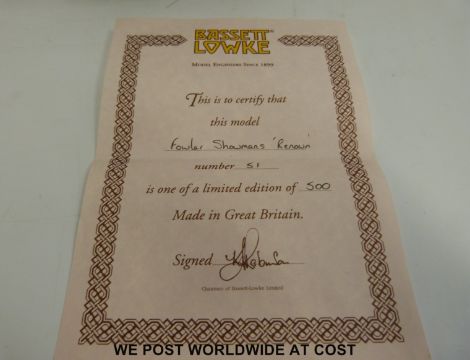 BASSETT
LOWKE
MODEL ENGINEERS SINCE 1899
This is to certify that
this model
Fowler Showmans 'Renown'
number 51
is one of a limited edition of 500
Made in Great Britain.
Signed
Chairman of Bassett-Lowke Limited
WE POST WORLDWIDE AT COST